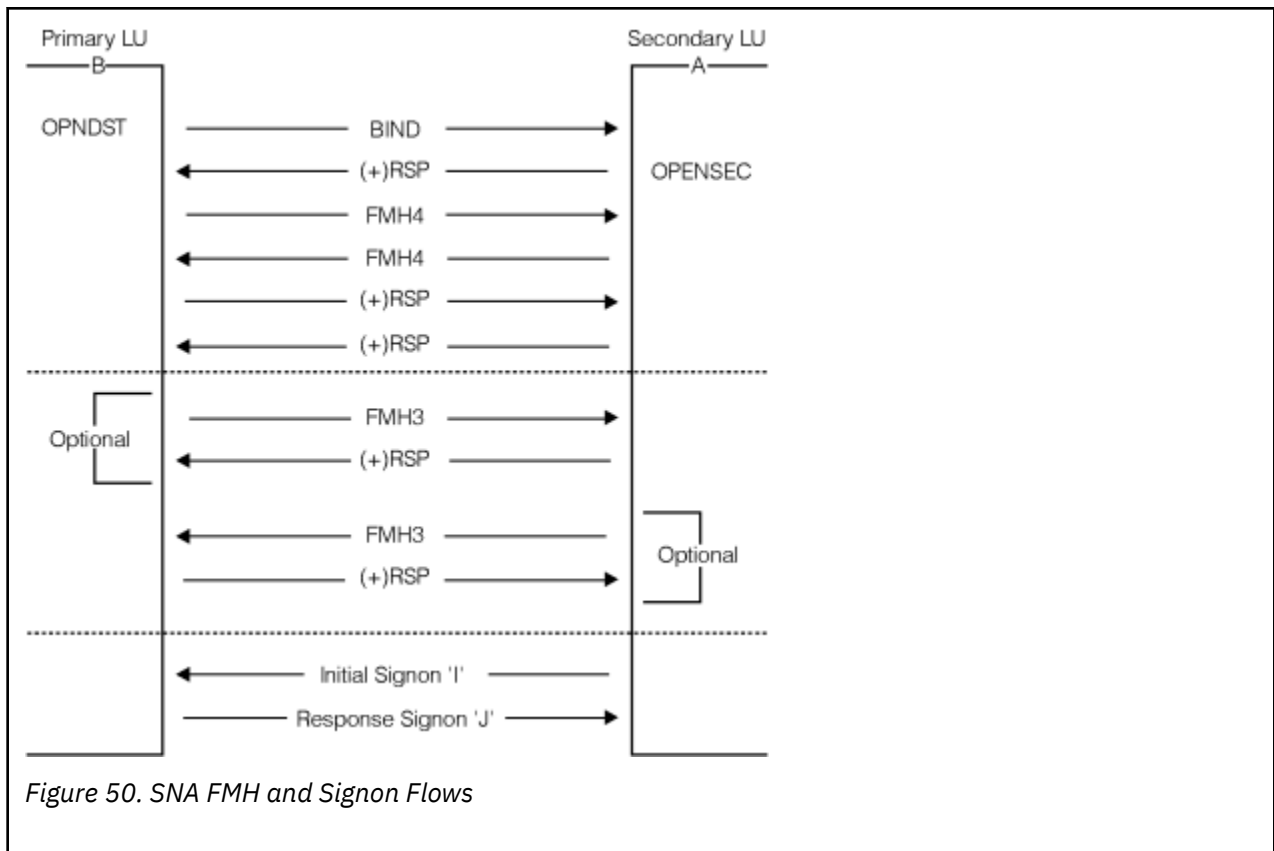 Primary LU Secondary LU
B A
OPNDST BIND
(+)RSP OPENSEC
FMH4
FMH4
(+)RSP
(+)RSP
FMH3
Optional
(+)RSP
FMH3
Optional
(+)RSP
Initial Signon 'I'
Response Signon 'J'
Figure 50. SNA FMH and Signon Flows